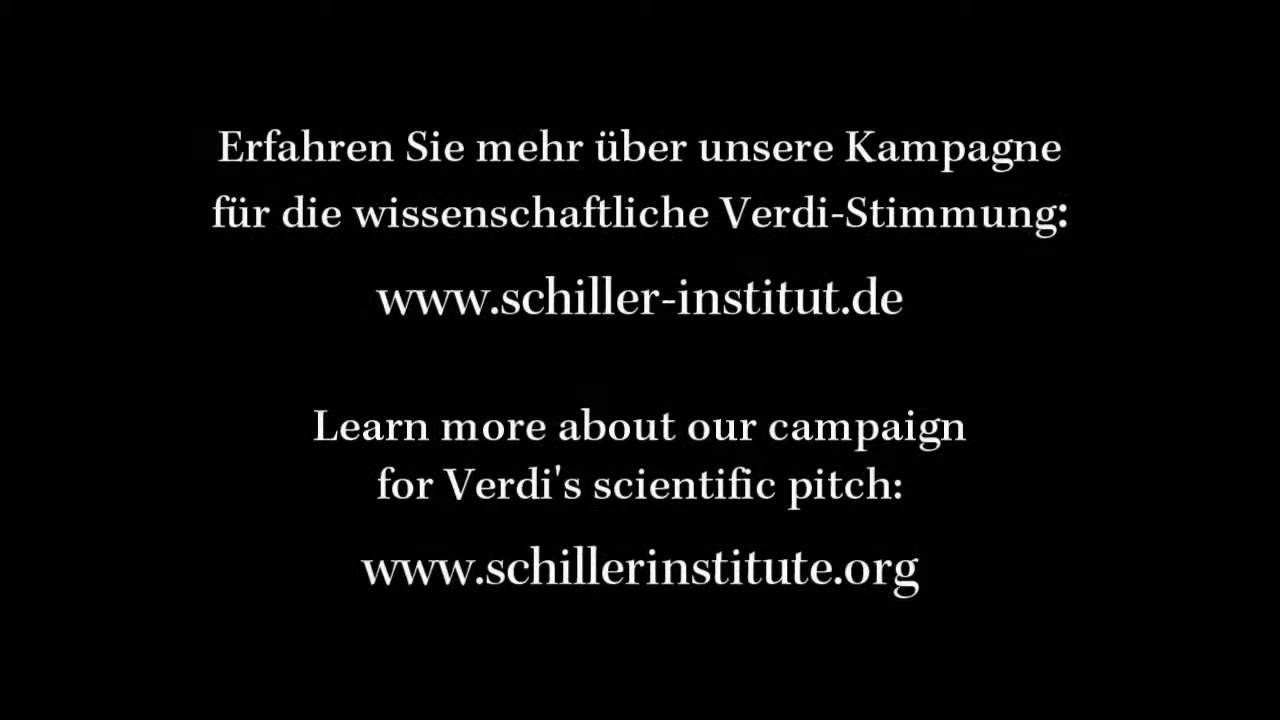 Erfahren Sie mehr über unsere Kampagne
für die wissenschaftliche Verdi-Stimmung:
www.schiller-institut.de
Learn more about our campaign
for Verdi's scientific pitch:
www.schillerinstitute.org